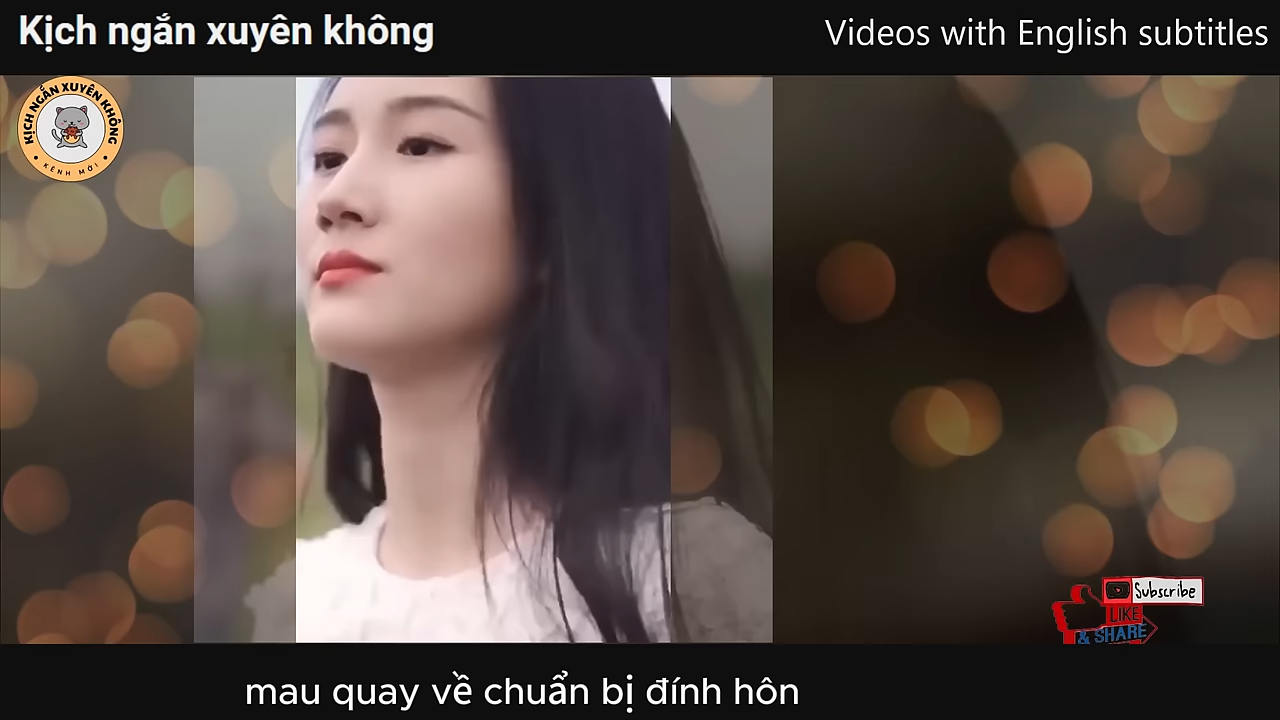 Kịch ngắn xuyên không
Videos with English subtitles
KỊCH NGẮN XUYÊN KHÔNG
KÊNH MỚI
Subscribe
LIKE
& SHARE
mau quay về chuẩn bị đính hôn